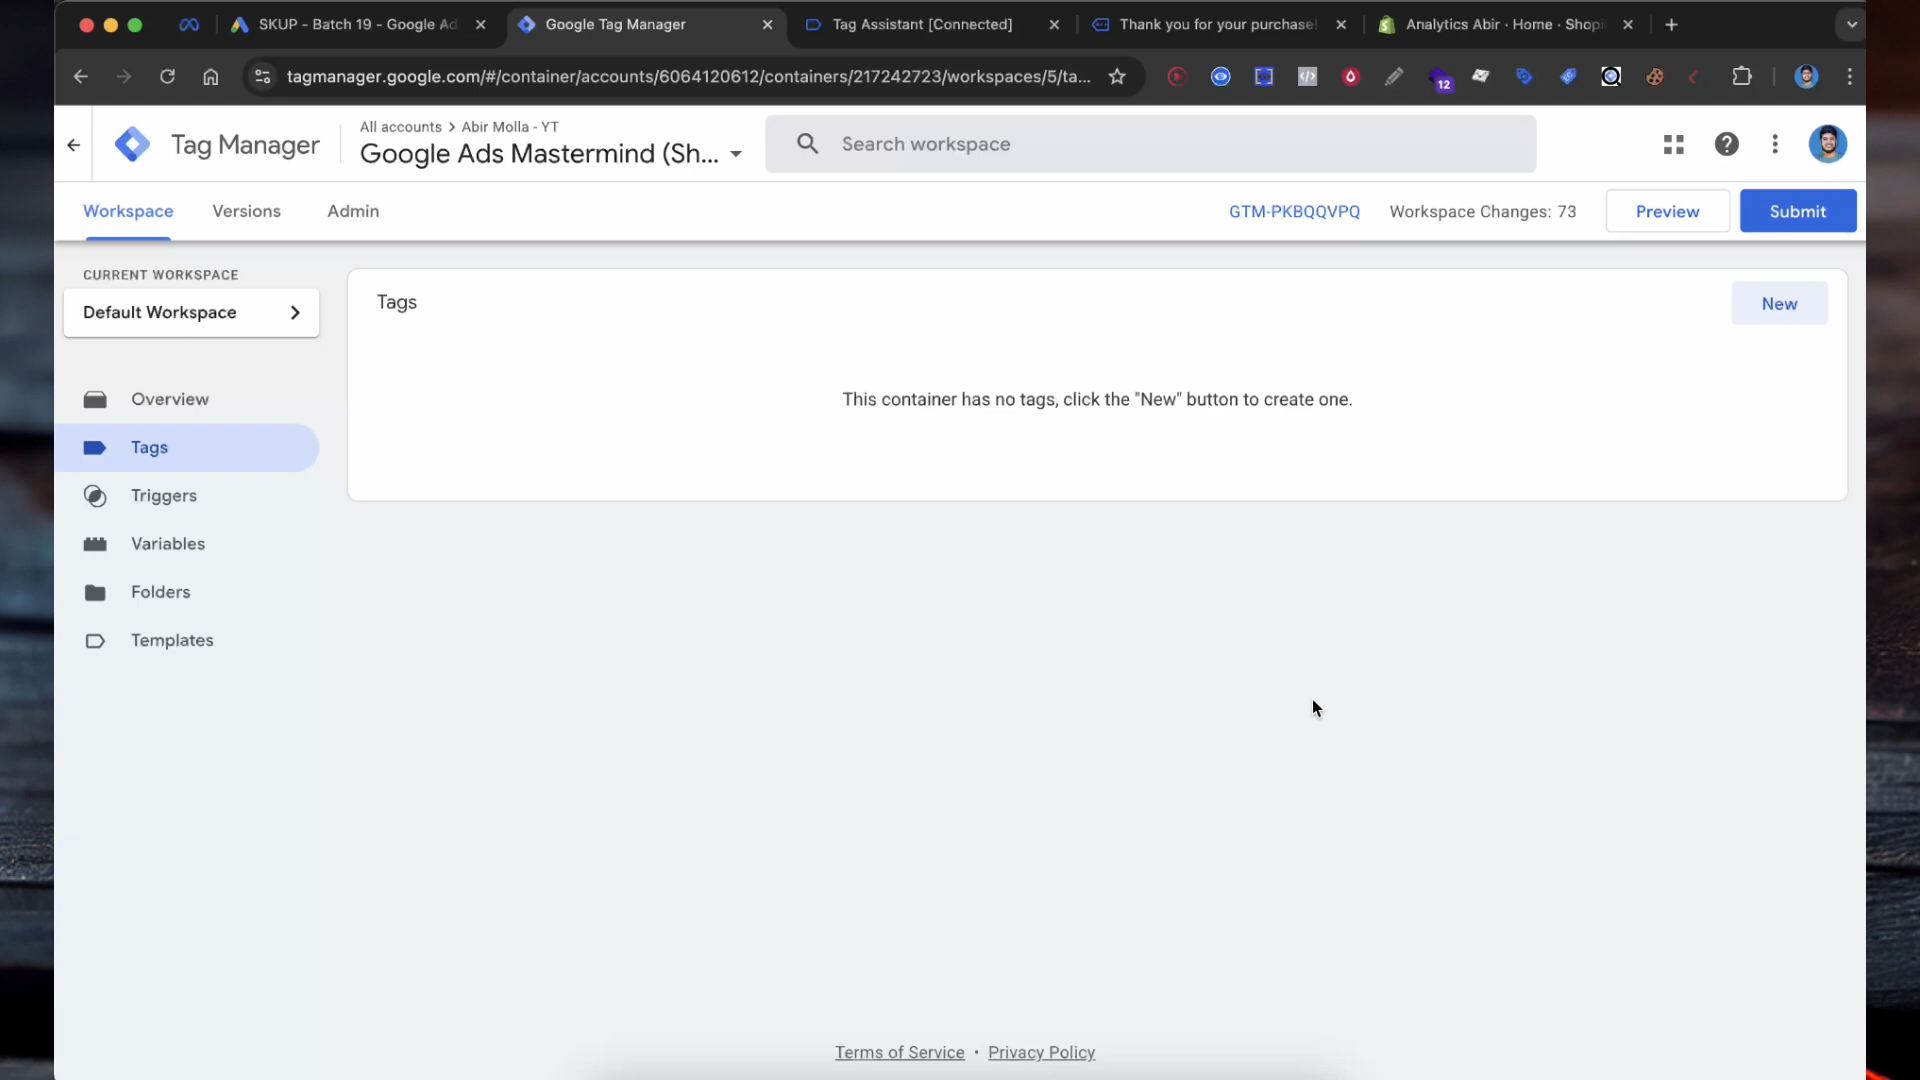 SKUP - Batch 19 - Google Ad
Google Tag Manager
Tag Assistant [Connected]
Thank you for your purchase!
Analytics Abir · Home · Shopi
tagmanager.google.com/#/container/accounts/6064120612/containers/217242723/workspaces/5/ta...
12
Tag Manager
All accounts > Abir Molla - YT
Google Ads Mastermind (Sh...
Search workspace
Workspace
Versions
Admin
GTM-PKBQQVPQ
Workspace Changes: 73
Preview
Submit
CURRENT WORKSPACE
Default Workspace
Tags
New
This container has no tags, click the "New" button to create one.
Overview
Tags
Triggers
Variables
Folders
Templates
Terms of Service · Privacy Policy